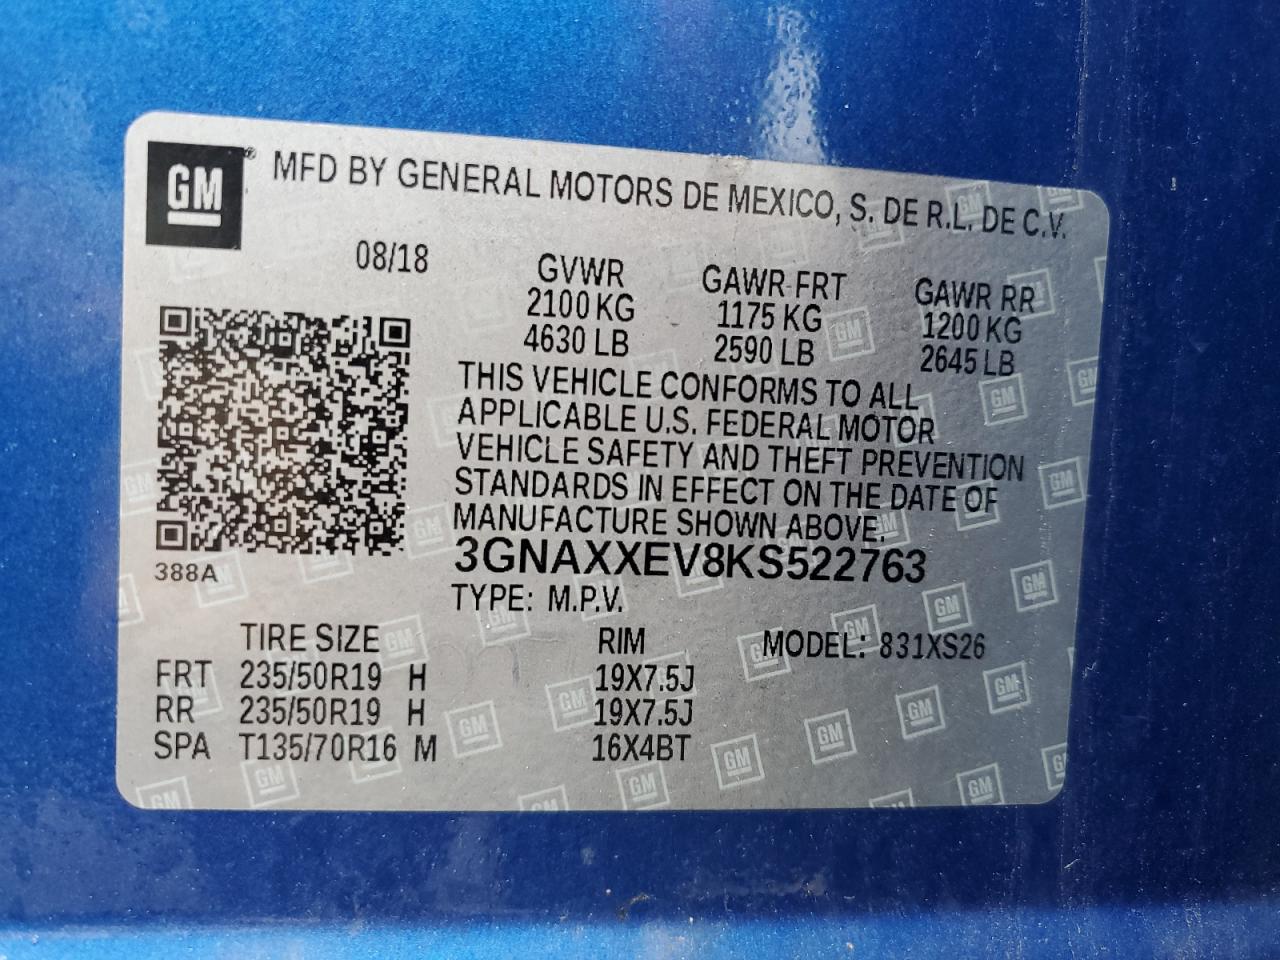 GM ® MFD BY GENERAL MOTORS DE MEXICO, S. DE R.L. DE C.V.
08/18 GVWR GAWR FRT GAWR RR
2100 KG 1175 KG 1200 KG
4630 LB 2590 LB 2645 LB
THIS VEHICLE CONFORMS TO ALL
APPLICABLE U.S. FEDERAL MOTOR
VEHICLE SAFETY AND THEFT PREVENTION
STANDARDS IN EFFECT ON THE DATE OF
MANUFACTURE SHOWN ABOVE.
388A
3GNAXXEV8KS522763
TYPE: M.P.V.
TIRE SIZE RIM MODEL: 831XS26
FRT 235/50R19 H 19X7.5J
RR 235/50R19 H 19X7.5J
SPA T135/70R16 M 16X4BT